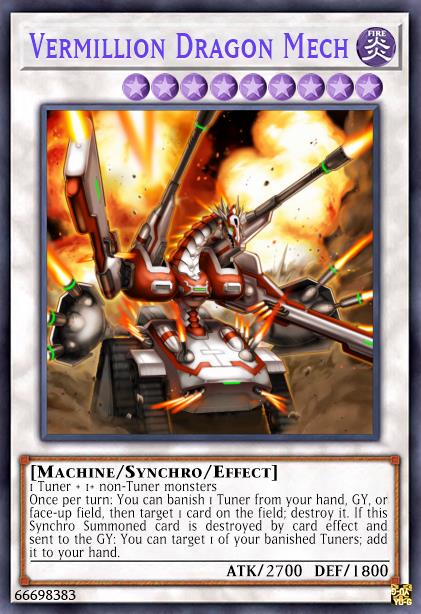 Vermillion Dragon Mech
FIRE
炎
[Machine/Synchro/Effect]
1 Tuner + 1+ non-Tuner monsters
Once per turn: You can banish 1 Tuner from your hand, GY, or
face-up field, then target 1 card on the field; destroy it. If this
Synchro Summoned card is destroyed by card effect and
sent to the GY: You can target 1 of your banished Tuners; add
it to your hand.
ATK/2700 DEF/1800
66698383